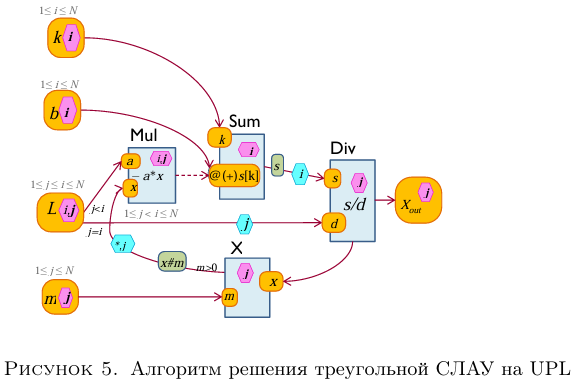 1≤ i ≤ N
k i
1≤ i ≤ N
b i
Mul
i,j
a
− a*x
x
Sum
k
i
@(+)s[k]
s
i
Div
s
j
s/d
d
X_out j
1≤ j ≤ i ≤ N
L i,j
j<i
1≤ j < i ≤ N
j=i
j
*,j
x#m
m>0
X
j
x
m
1≤ j ≤ N
m j
Рисунок 5. Алгоритм решения треугольной СЛАУ на UPL